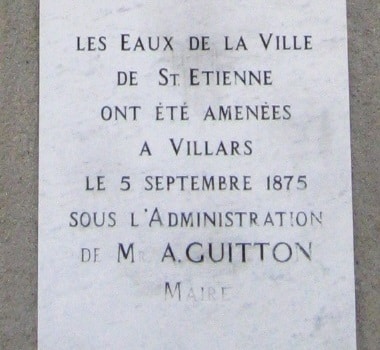 LES EAUX DE LA VILLE
DE ST ETIENNE
ONT ÉTÉ AMENÉES
A VILLARS
LE 5 SEPTEMBRE 1875
SOUS L'ADMINISTRATION
DE MR A.GUITTON
MAIRE